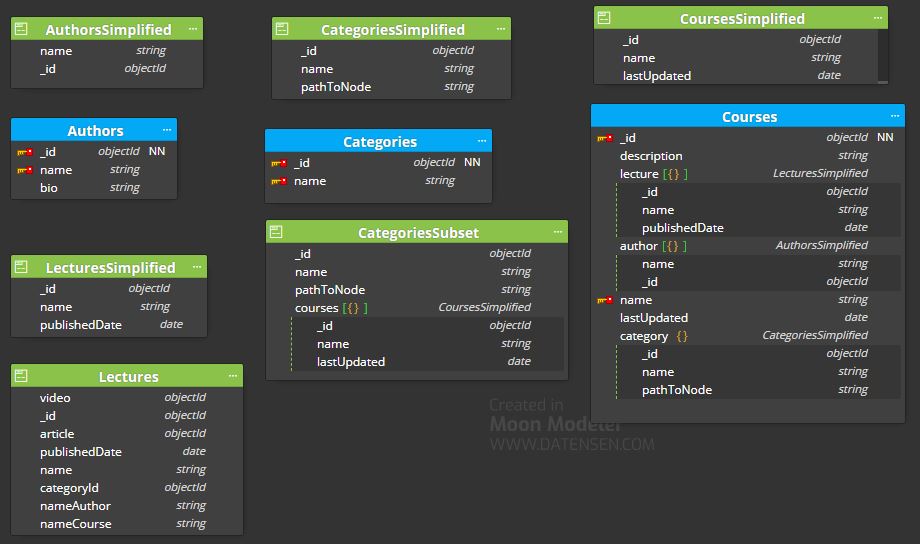 AuthorsSimplified ...
name string
_id objectId
CategoriesSimplified ...
_id objectId
name string
pathToNode string
CoursesSimplified ...
_id objectId
name string
lastUpdated date
Authors ...
_id objectId NN
name string
bio string
Categories ...
_id objectId NN
name string
Courses ...
_id objectId NN
description string
lecture [{} ] LecturesSimplified
_id objectId
name string
publishedDate date
author [{} ] AuthorsSimplified
name string
_id objectId
name string
lastUpdated date
category {} CategoriesSimplified
_id objectId
name string
pathToNode string
CategoriesSubset ...
_id objectId
name string
pathToNode string
courses [{} ] CoursesSimplified
_id objectId
name string
lastUpdated date
LecturesSimplified ...
_id objectId
name string
publishedDate date
Lectures ...
video objectId
_id objectId
article objectId
publishedDate date
name string
categoryId objectId
nameAuthor string
nameCourse string
Created in
Moon Modeler
WWW.DATENSEN.COM